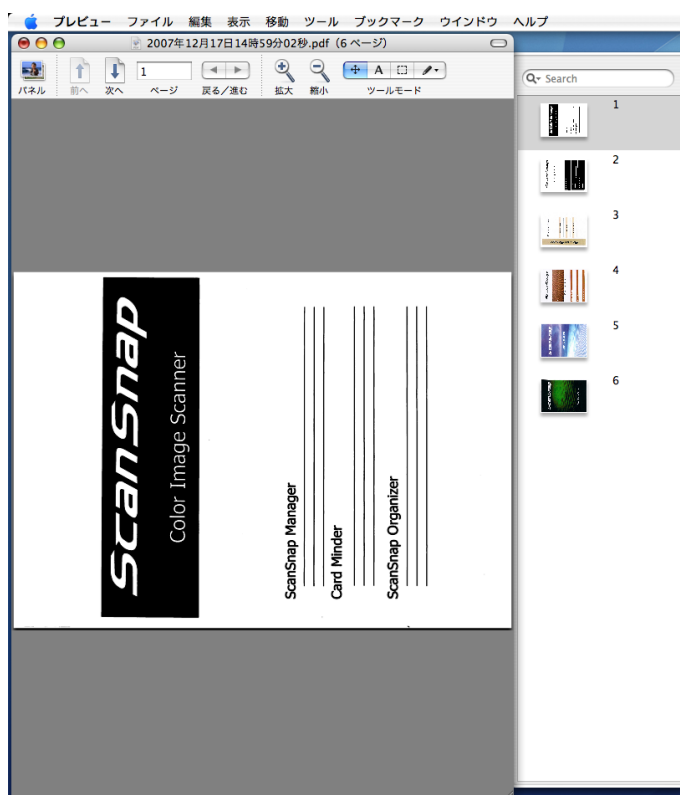 プレビュー ファイル 編集 表示 移動 ツール ブックマーク ウインドウ ヘルプ
2007年12月17日14時59分02秒.pdf（6 ページ）
1
パネル 前へ 次へ ページ 戻る／進む 拡大 縮小 ツールモード
A
Search
1
2
3
4
5
6
ScanSnap
Color Image Scanner
ScanSnap Manager
Card Minder
ScanSnap Organizer